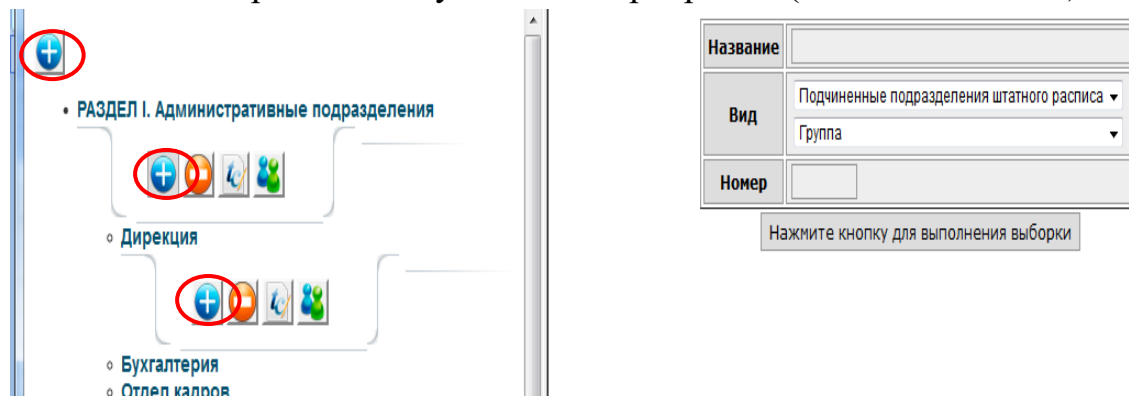 РАЗДЕЛ I. Административные подразделения
Дирекция
Бухгалтерия
Отдел кадров
Название
Вид
Подчиненные подразделения штатного расписа
Группа
Номер
Нажмите кнопку для выполнения выборки